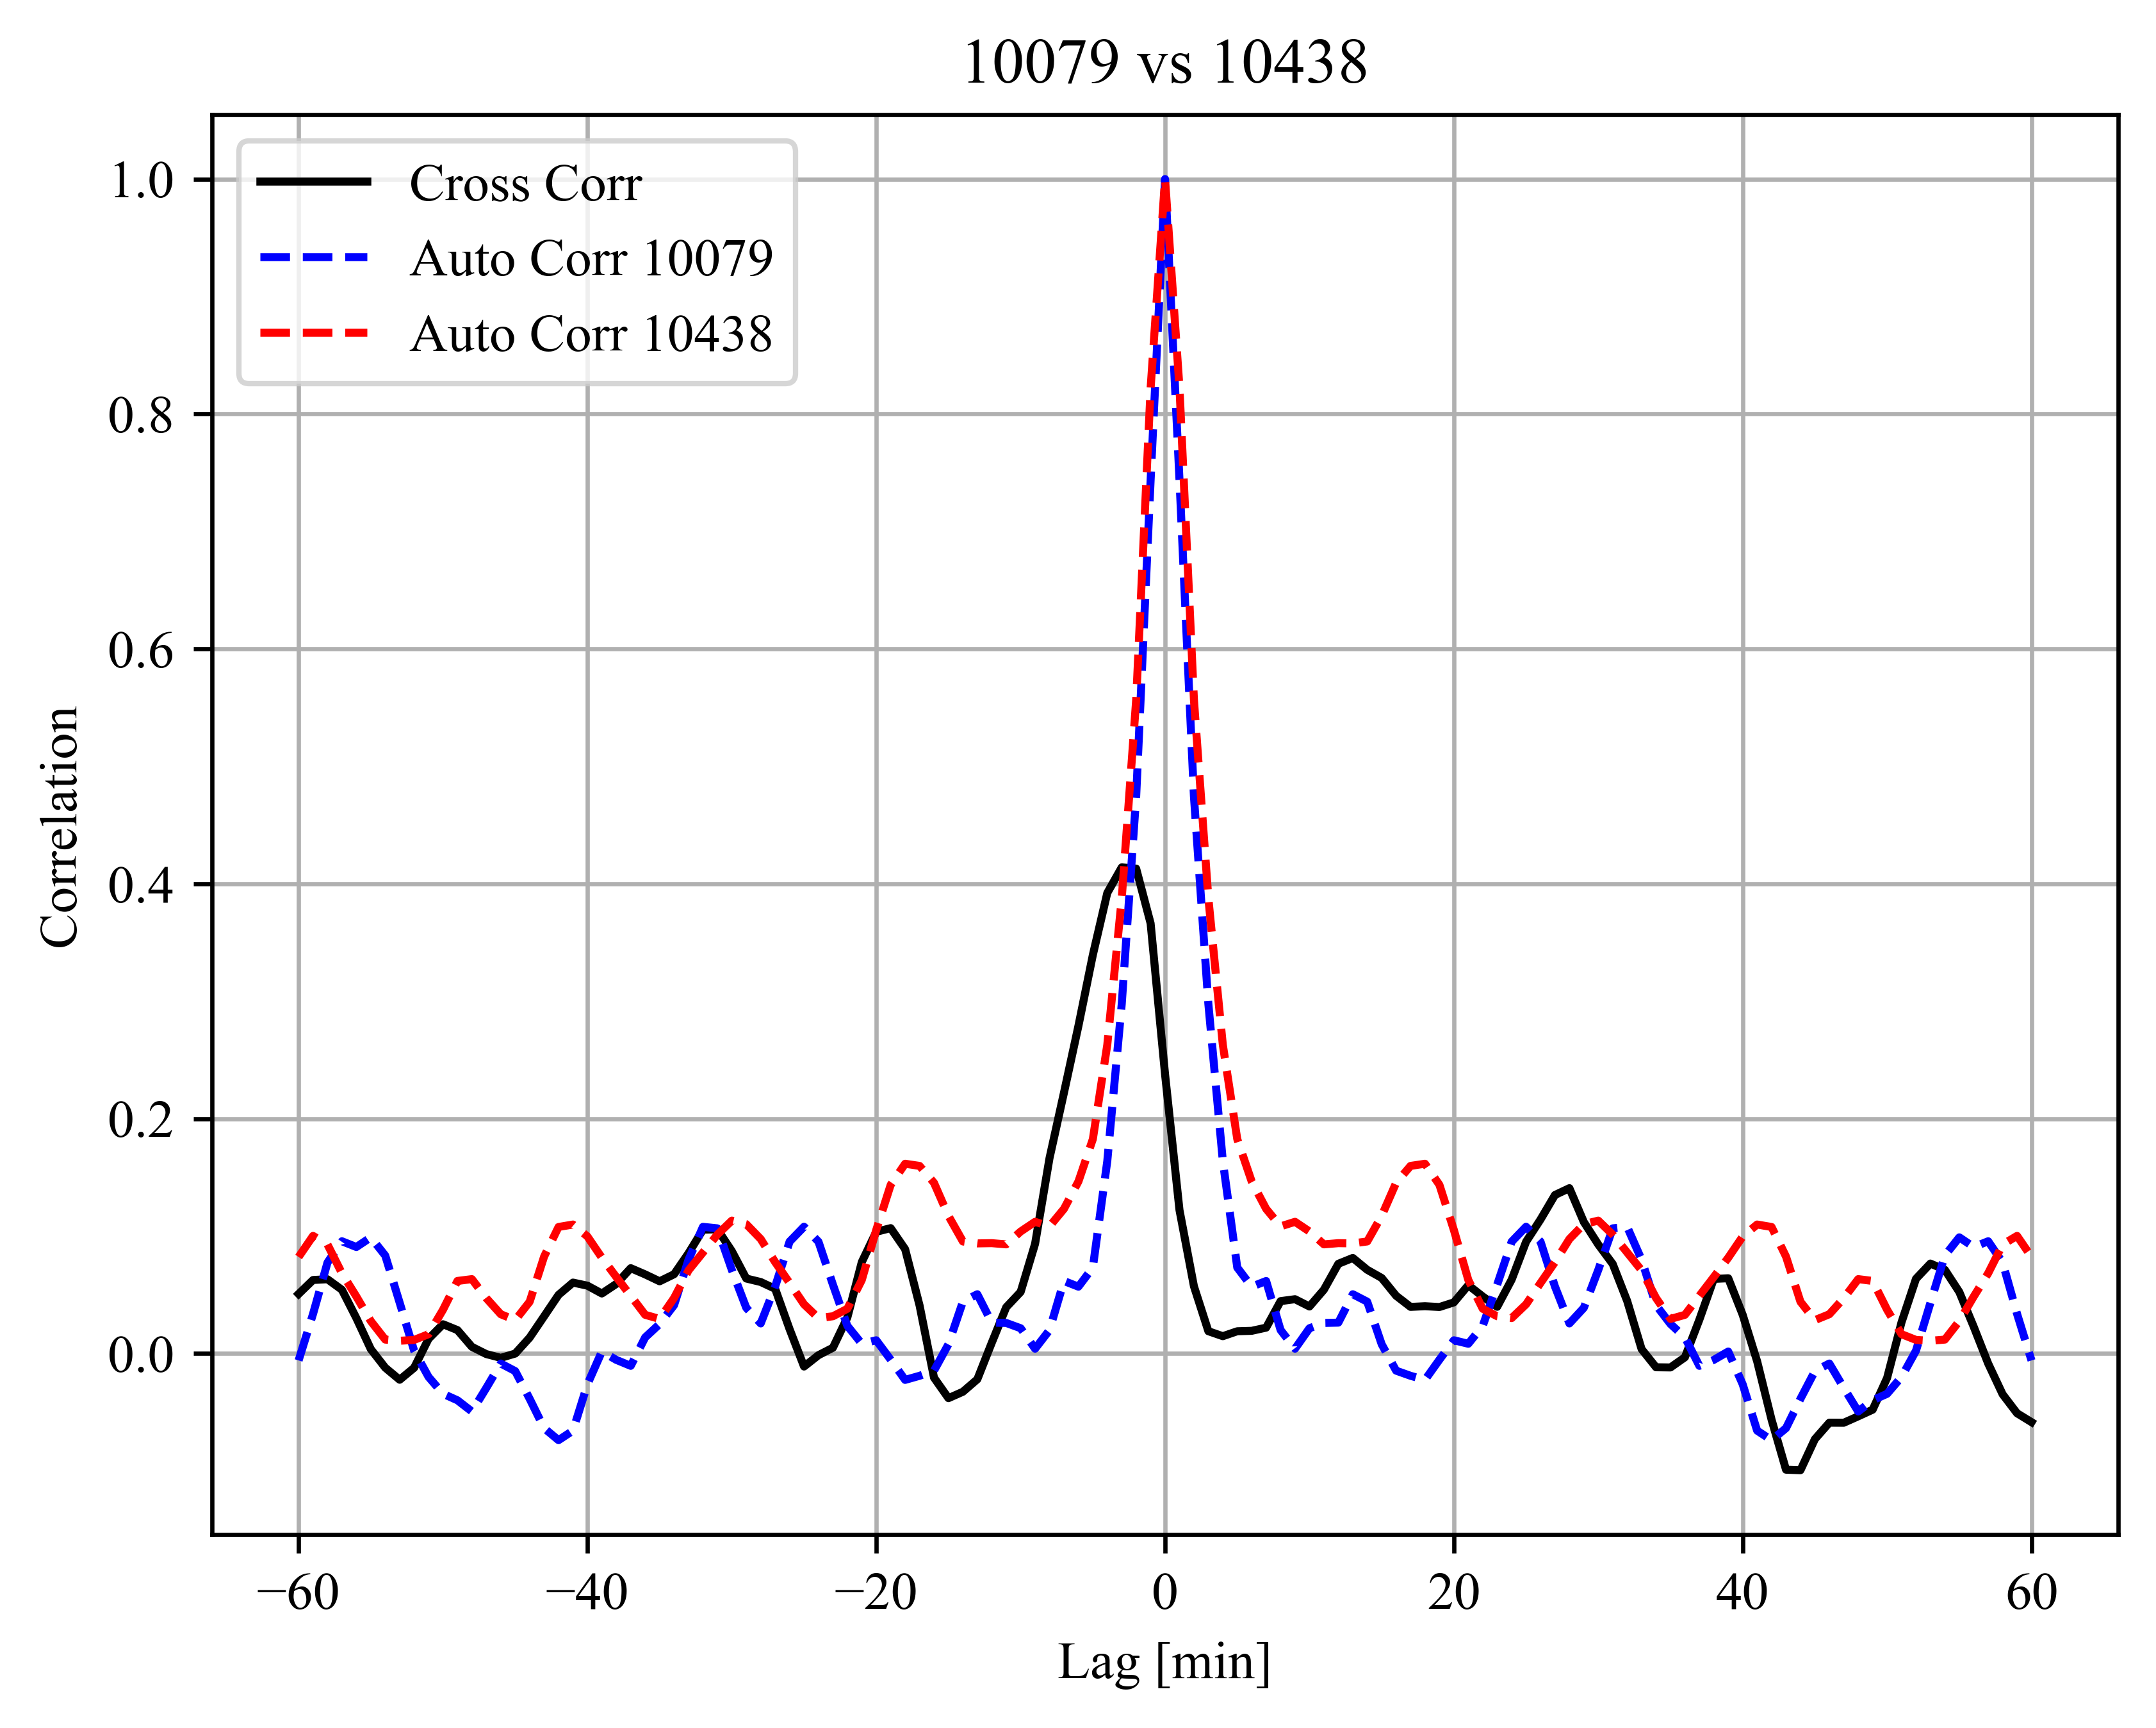 10079 vs 10438
Cross Corr
Auto Corr 10079
Auto Corr 10438
1.0
0.8
0.6
0.4
0.2
0.0
Correlation
−60 −40 −20 0 20 40 60
Lag [min]